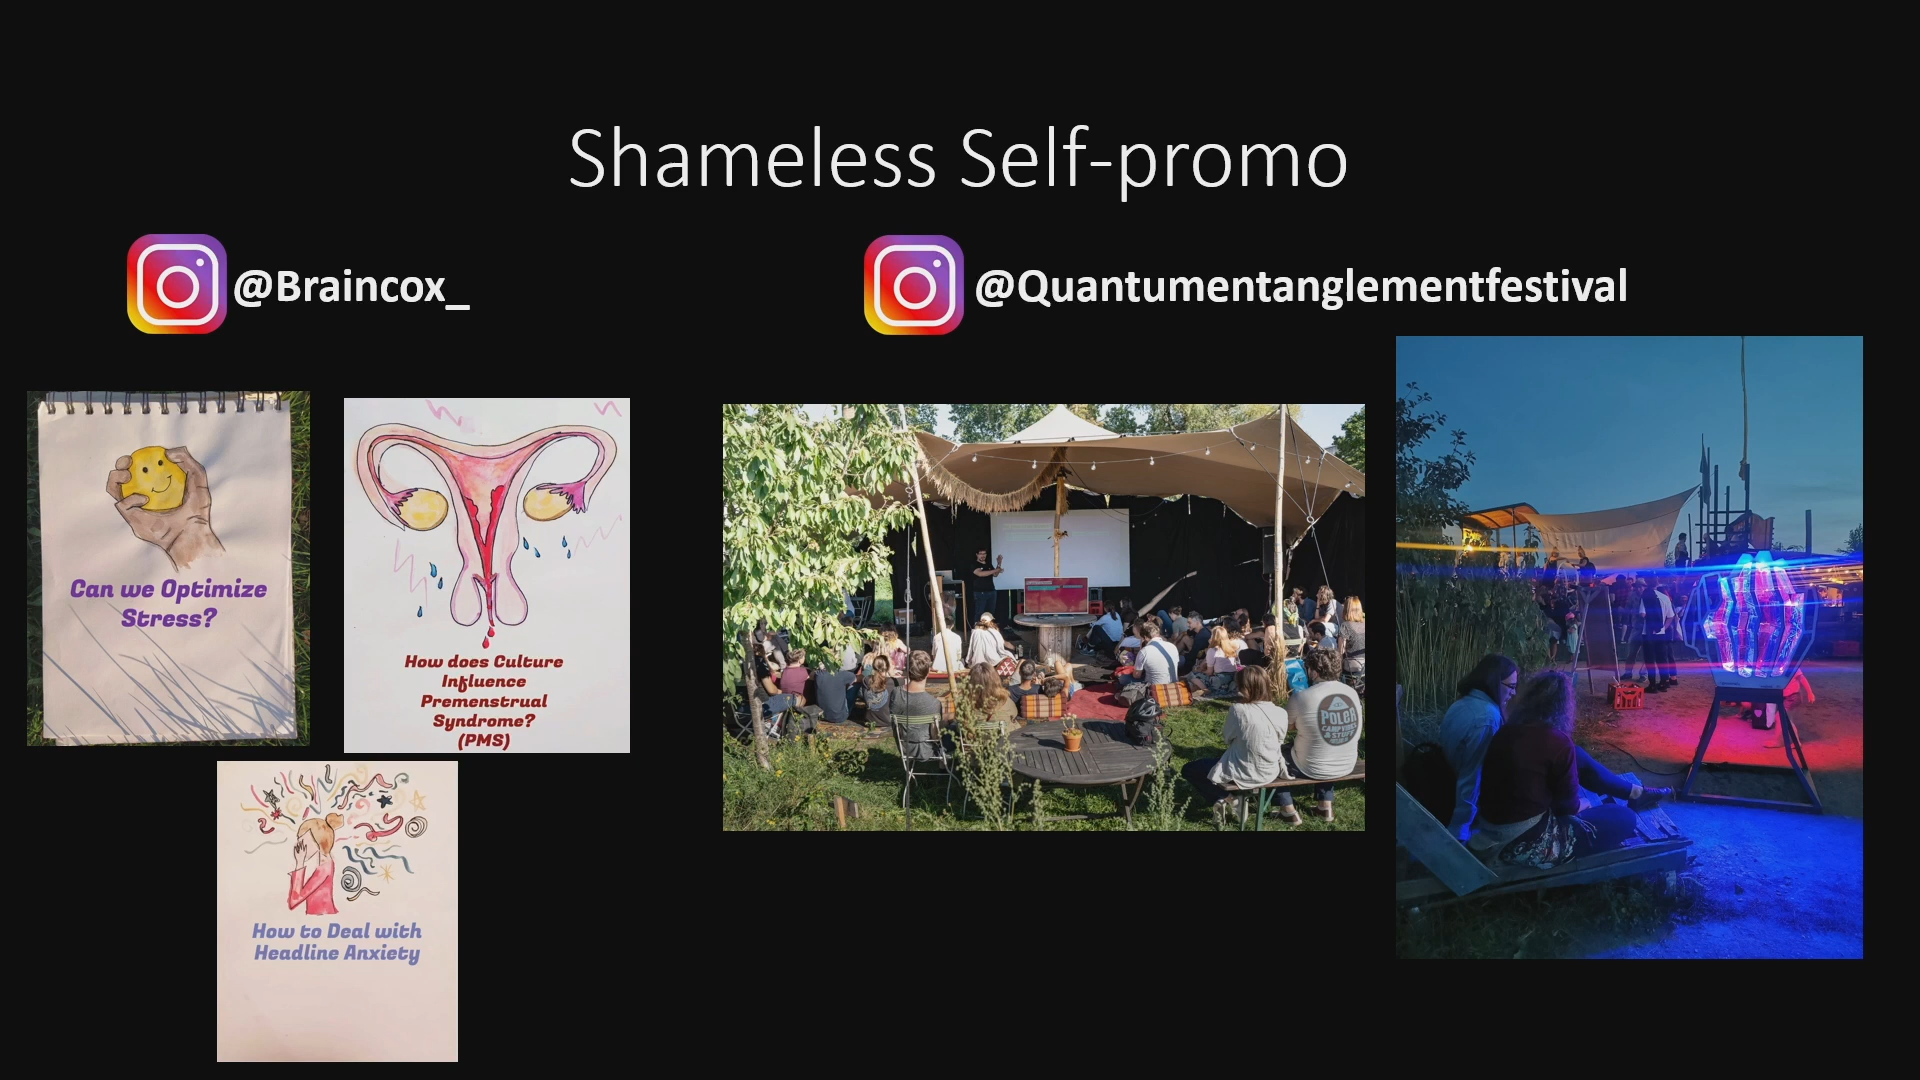 Shameless Self-promo
@Braincox_
@Quantumentanglementfestival
Can we Optimize
Stress?
How does Culture
Influence
Premenstrual
Syndrome?
(PMS)
How to Deal with
Headline Anxiety
POLER